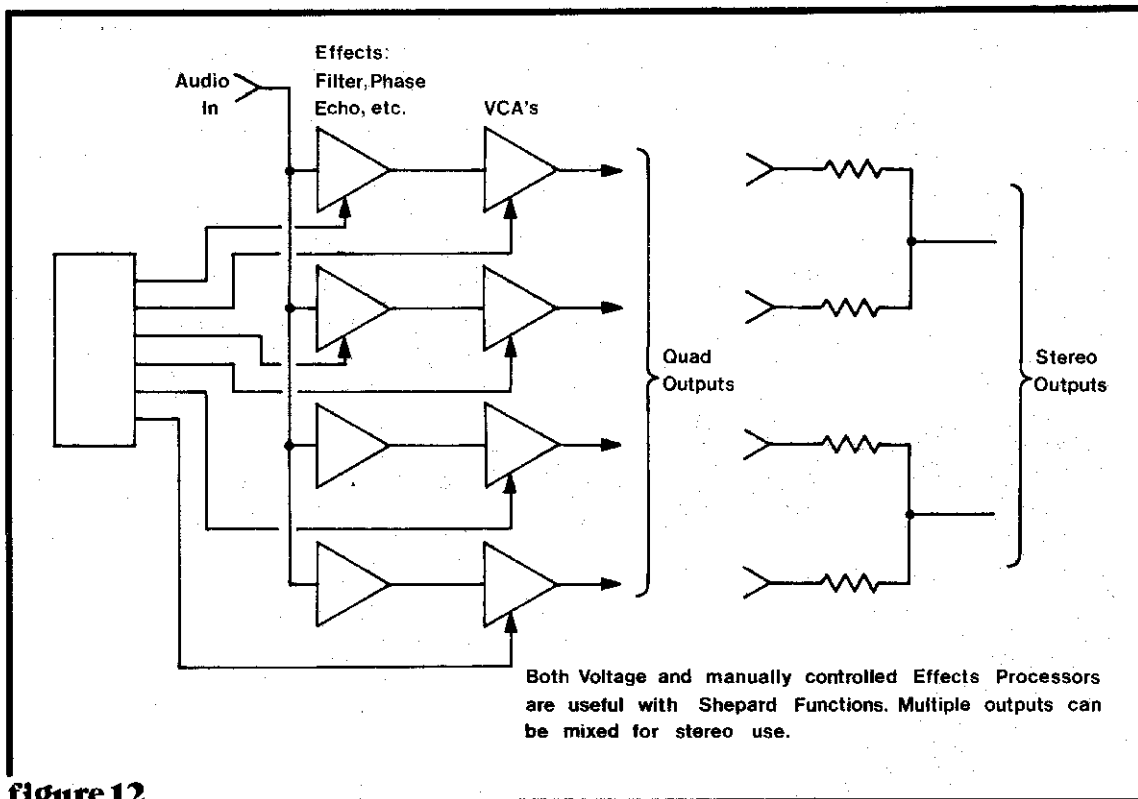 Effects:
Audio
In
Filter, Phase
Echo, etc.
VCA's
Quad
Outputs
Stereo
Outputs
Both Voltage and manually controlled Effects Processors
are useful with Shepard Functions. Multiple outputs can
be mixed for stereo use.
figure 12